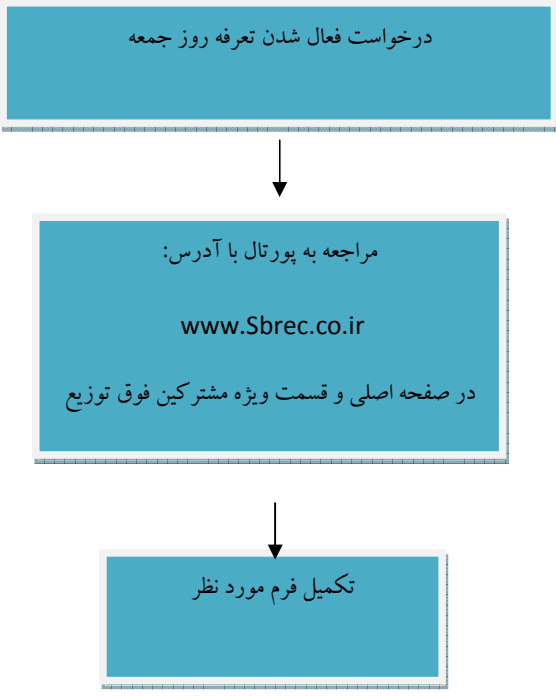 درخواست فعال شدن تعرفه روز جمعه
مراجعه به پورتال با آدرس:
www.Sbrec.co.ir
در صفحه اصلی و قسمت ویژه مشترکین فوق توزیع
تکمیل فرم مورد نظر